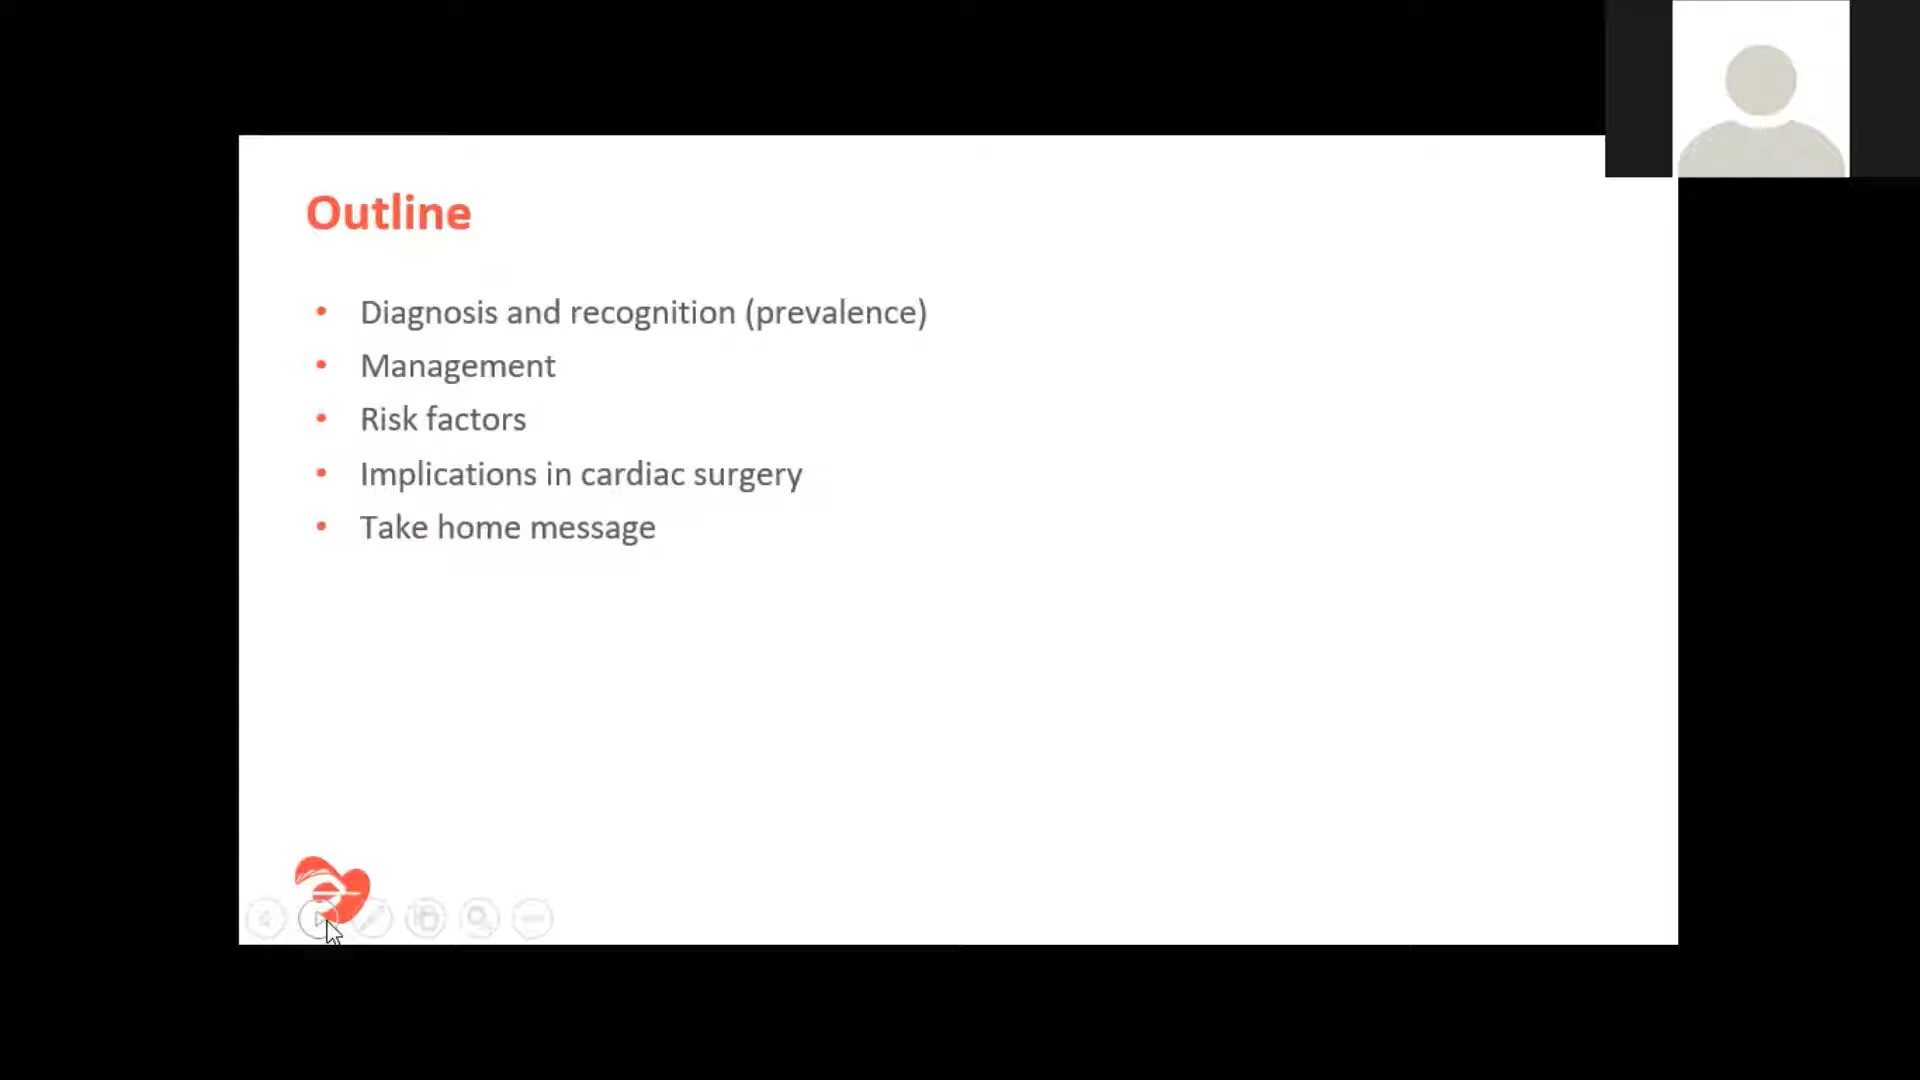 Outline
• Diagnosis and recognition (prevalence)
• Management
• Risk factors
• Implications in cardiac surgery
• Take home message